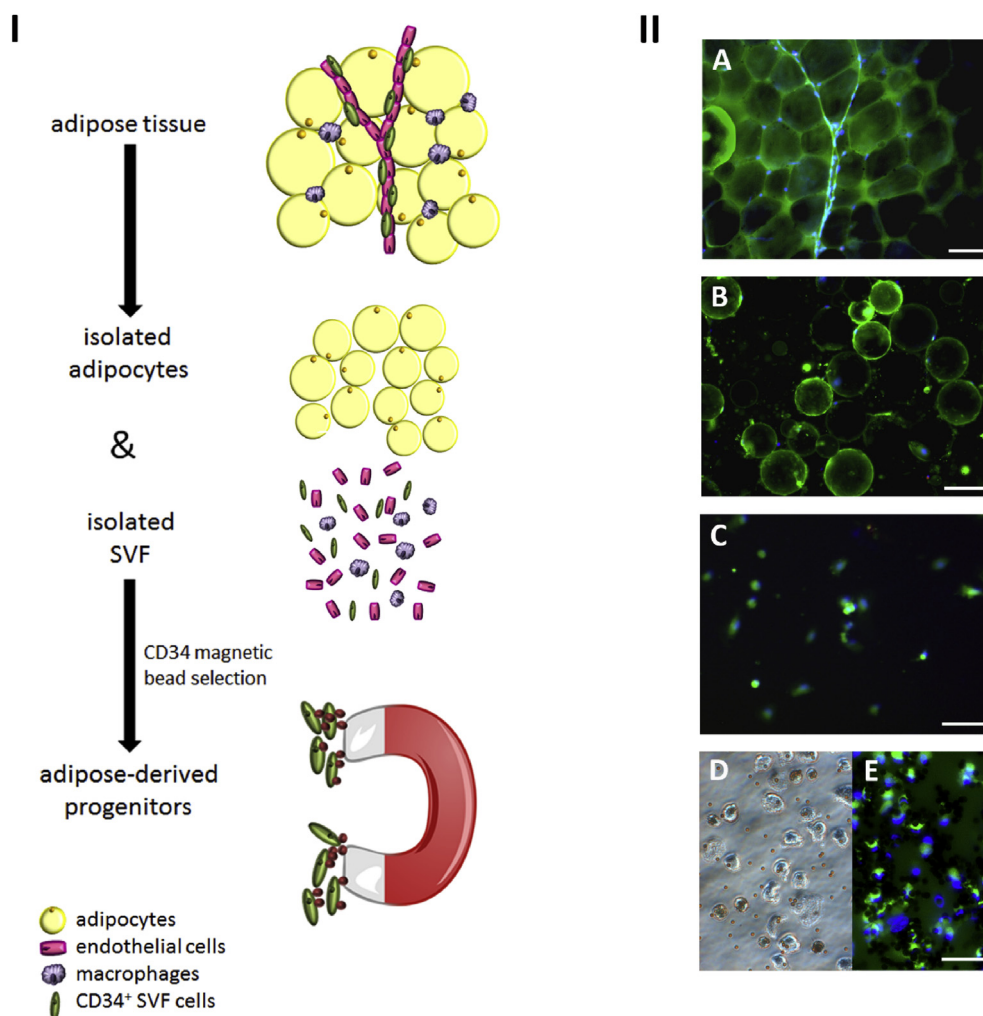 I
adipose tissue
isolated
adipocytes
&
isolated
SVF
CD34 magnetic
bead selection
adipose-derived
progenitors
adipocytes
endothelial cells
macrophages
CD34⁺ SVF cells
II
A
B
C
D
E